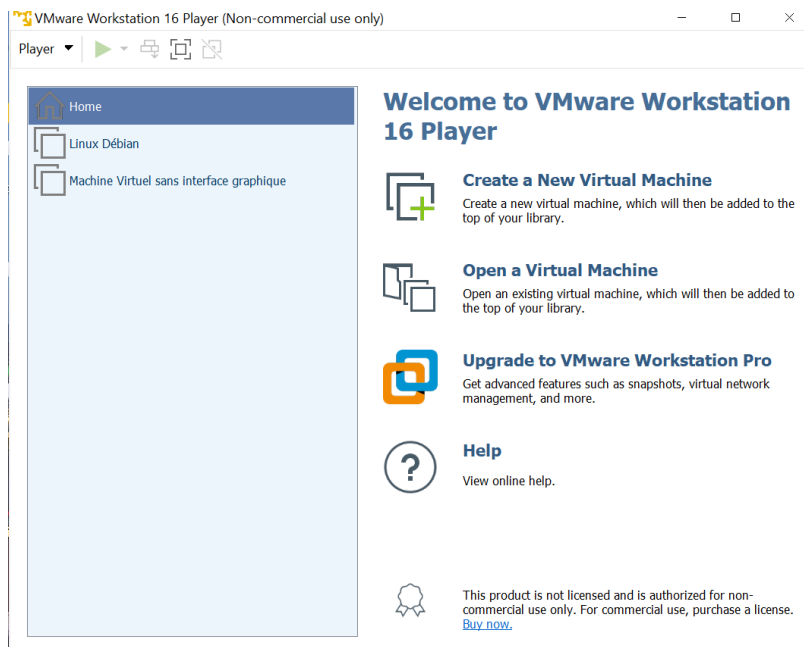 VMware Workstation 16 Player (Non-commercial use only)
Player
Home
Linux Débian
Machine Virtuel sans interface graphique
Welcome to VMware Workstation
16 Player
Create a New Virtual Machine
Create a new virtual machine, which will then be added to the
top of your library.
Open a Virtual Machine
Open an existing virtual machine, which will then be added to
the top of your library.
Upgrade to VMware Workstation Pro
Get advanced features such as snapshots, virtual network
management, and more.
Help
View online help.
This product is not licensed and is authorized for non-
commercial use only. For commercial use, purchase a license.
Buy now.